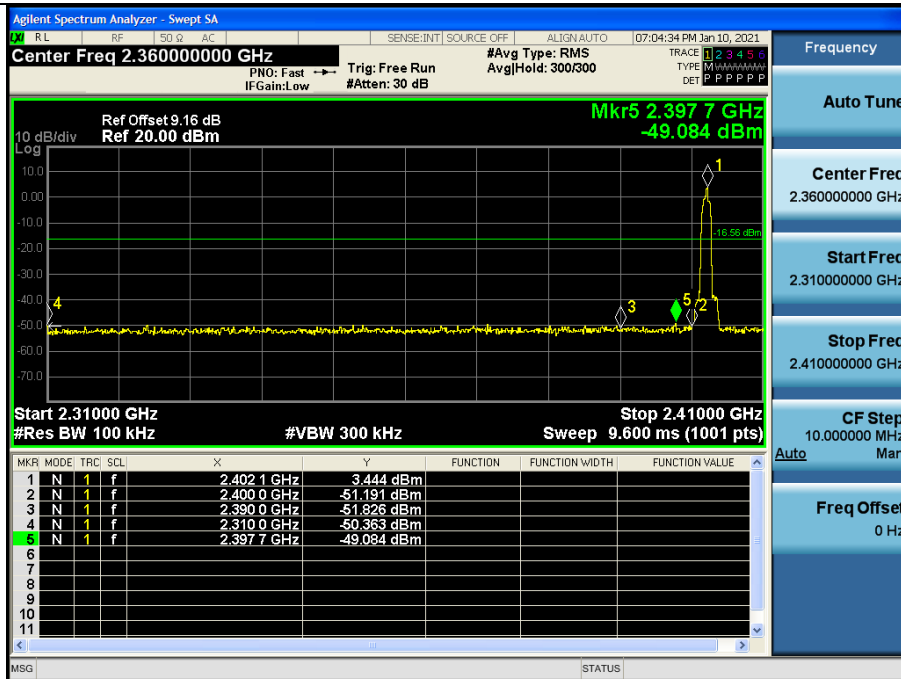 Agilent Spectrum Analyzer - Swept SA
LXI RL RF 50 Ω AC SENSE:INT SOURCE OFF ALIGN AUTO 07:04:34 PM Jan 10, 2021
Center Freq 2.360000000 GHz
#Avg Type: RMS
TRACE 1 2 3 4 5 6
PNO: Fast
Trig: Free Run
Avg|Hold: 300/300
TYPE M WWWWW
IFGain:Low
#Atten: 30 dB
DET P P P P P P
Mkr5 2.397 7 GHz
Ref Offset 9.16 dB
-49.084 dBm
10 dB/div
Ref 20.00 dBm
Log
10.0
0.00
-10.0
-16.56 dBm
-20.0
-30.0
-40.0
-50.0
-60.0
-70.0
1
4
3
5
2
Start 2.31000 GHz
Stop 2.41000 GHz
#Res BW 100 kHz
#VBW 300 kHz
Sweep 9.600 ms (1001 pts)
MKR MODE TRC SCL X Y FUNCTION FUNCTION WIDTH FUNCTION VALUE
1 N 1 f 2.402 1 GHz 3.444 dBm
2 N 1 f 2.400 0 GHz -51.191 dBm
3 N 1 f 2.390 0 GHz -51.826 dBm
4 N 1 f 2.310 0 GHz -50.363 dBm
5 N 1 f 2.397 7 GHz -49.084 dBm
6
7
8
9
10
11
MSG
STATUS
Frequency
Auto Tune
Center Freq
2.360000000 GHz
Start Freq
2.310000000 GHz
Stop Freq
2.410000000 GHz
CF Step
10.000000 MHz
Auto Man
Freq Offset
0 Hz